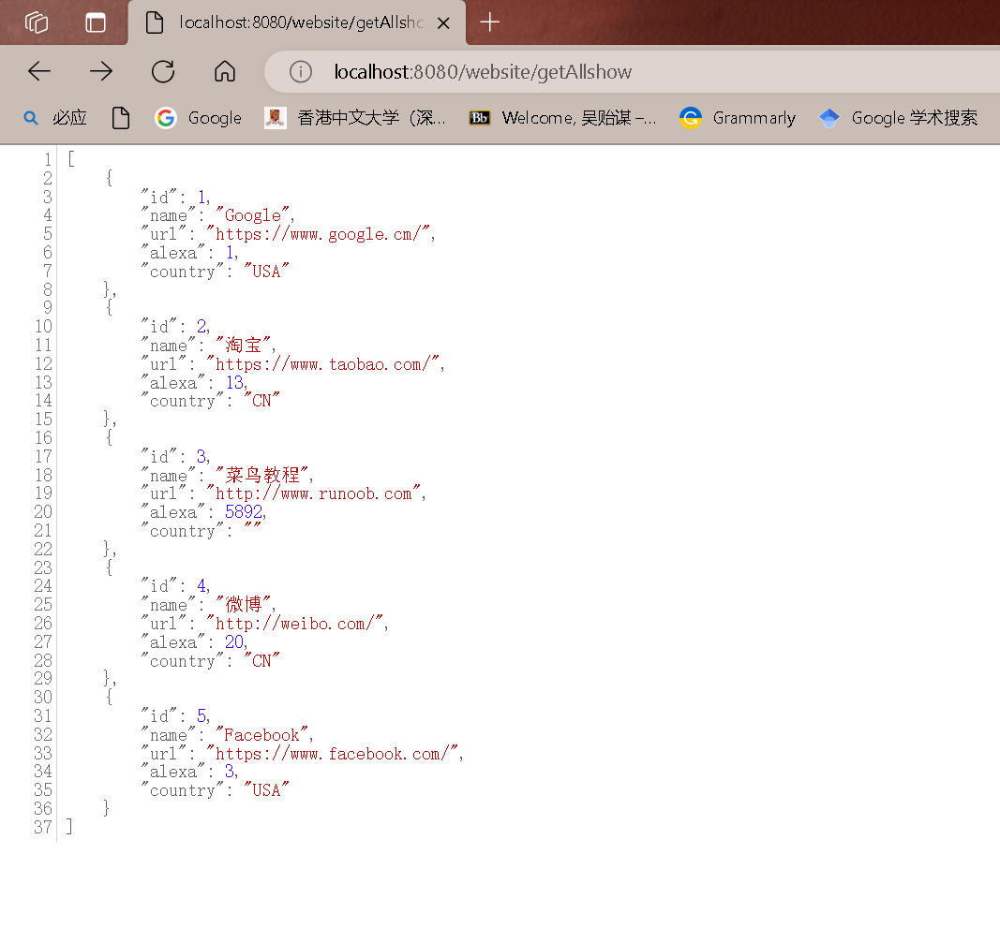 localhost:8080/website/getAllsho
localhost:8080/website/getAllshow
必应 Google 香港中文大学（深... Bb Welcome, 吴贻谋 –... Grammarly Google 学术搜索
1 [
2 {
3 "id": 1,
4 "name": "Google",
5 "url": "https://www.google.cm/",
6 "alexa": 1,
7 "country": "USA"
8 },
9 {
10 "id": 2,
11 "name": "淘宝",
12 "url": "https://www.taobao.com/",
13 "alexa": 13,
14 "country": "CN"
15 },
16 {
17 "id": 3,
18 "name": "菜鸟教程",
19 "url": "http://www.runoob.com",
20 "alexa": 5892,
21 "country": ""
22 },
23 {
24 "id": 4,
25 "name": "微博",
26 "url": "http://weibo.com/",
27 "alexa": 20,
28 "country": "CN"
29 },
30 {
31 "id": 5,
32 "name": "Facebook",
33 "url": "https://www.facebook.com/",
34 "alexa": 3,
35 "country": "USA"
36 }
37 ]